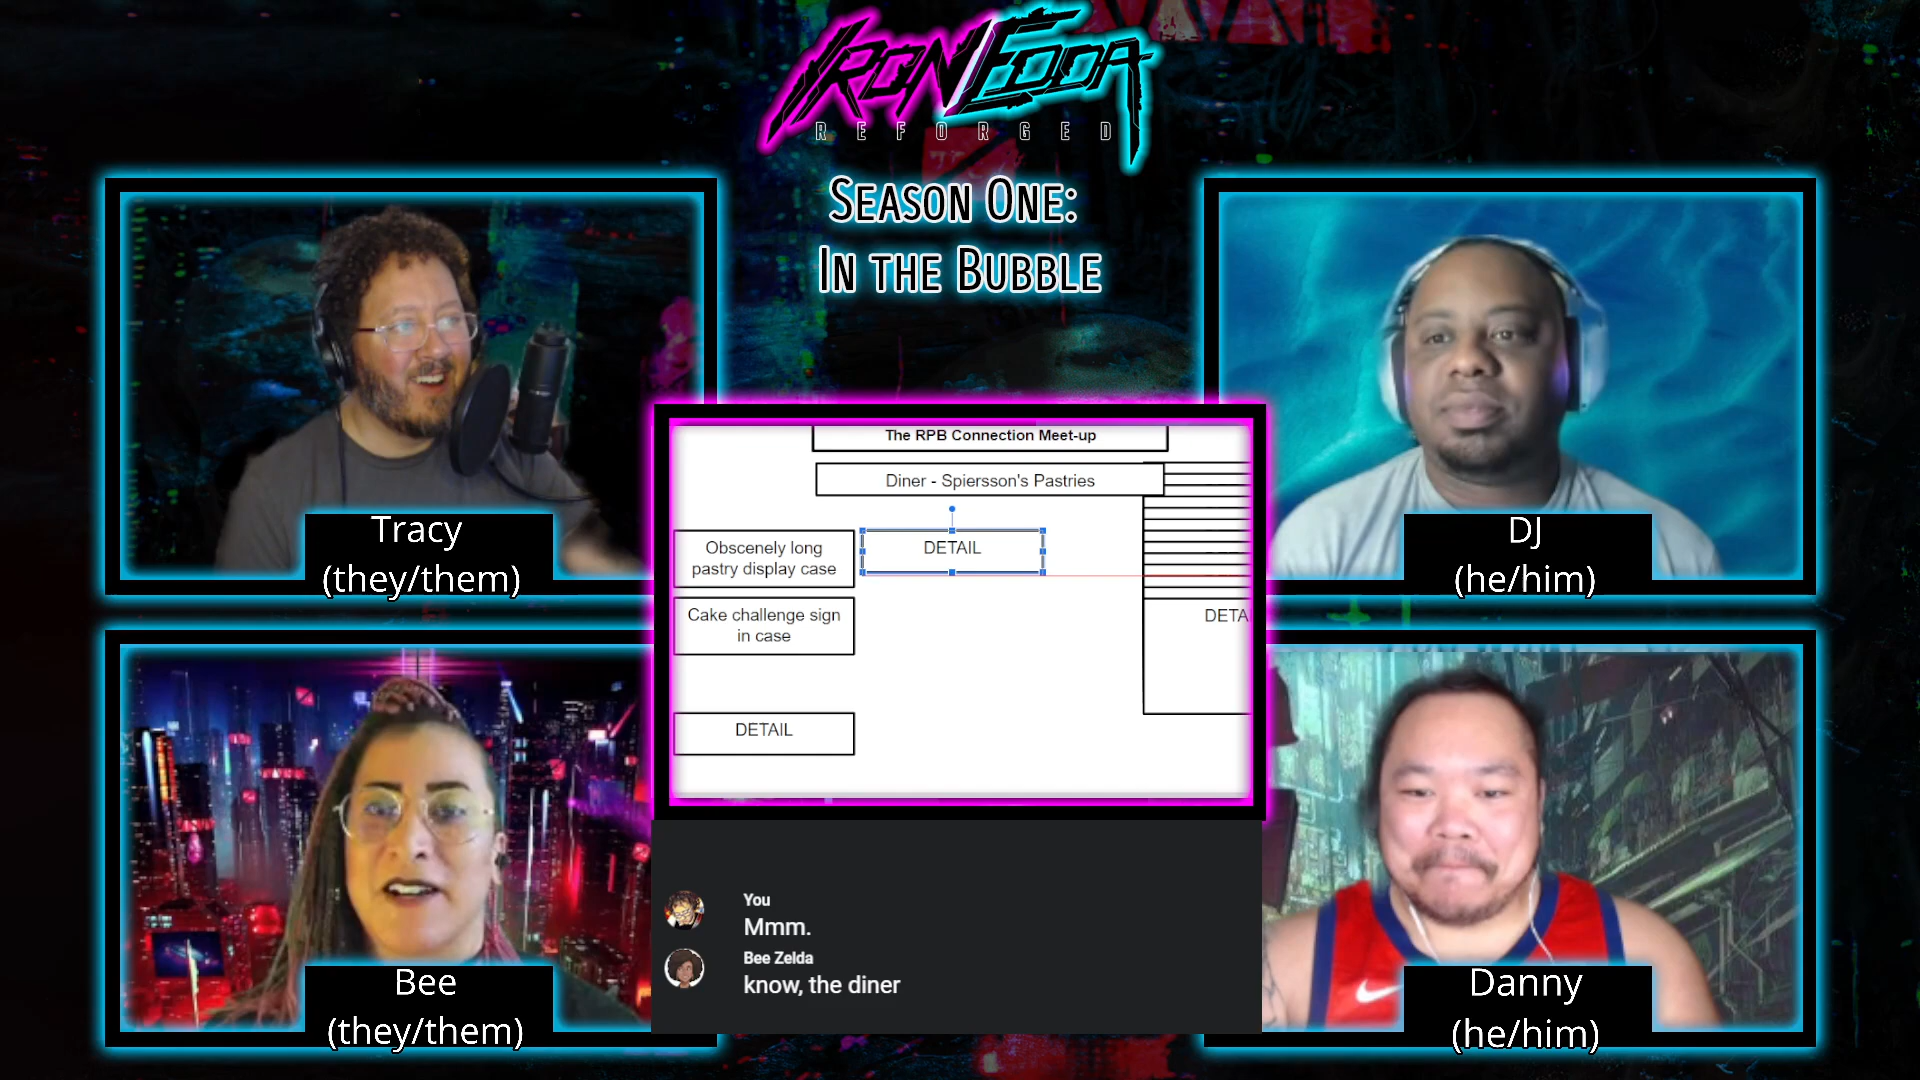 IRON EDDA
REFORGED
SEASON ONE:
IN THE BUBBLE
Tracy
(they/them)
DJ
(he/him)
The RPB Connection Meet-up
Diner - Spiersson's Pastries
Obscenely long
pastry display case
DETAIL
Cake challenge sign
in case
DETAIL
DETA
Bee
(they/them)
You
Mmm.
Bee Zelda
know, the diner
Danny
(he/him)